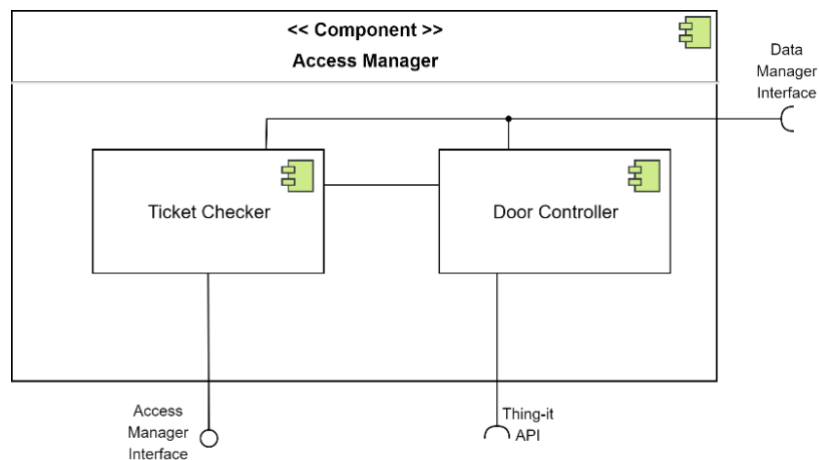 << Component >>
Access Manager
Data
Manager
Interface
Ticket Checker
Door Controller
Access
Manager
Interface
Thing-it
API